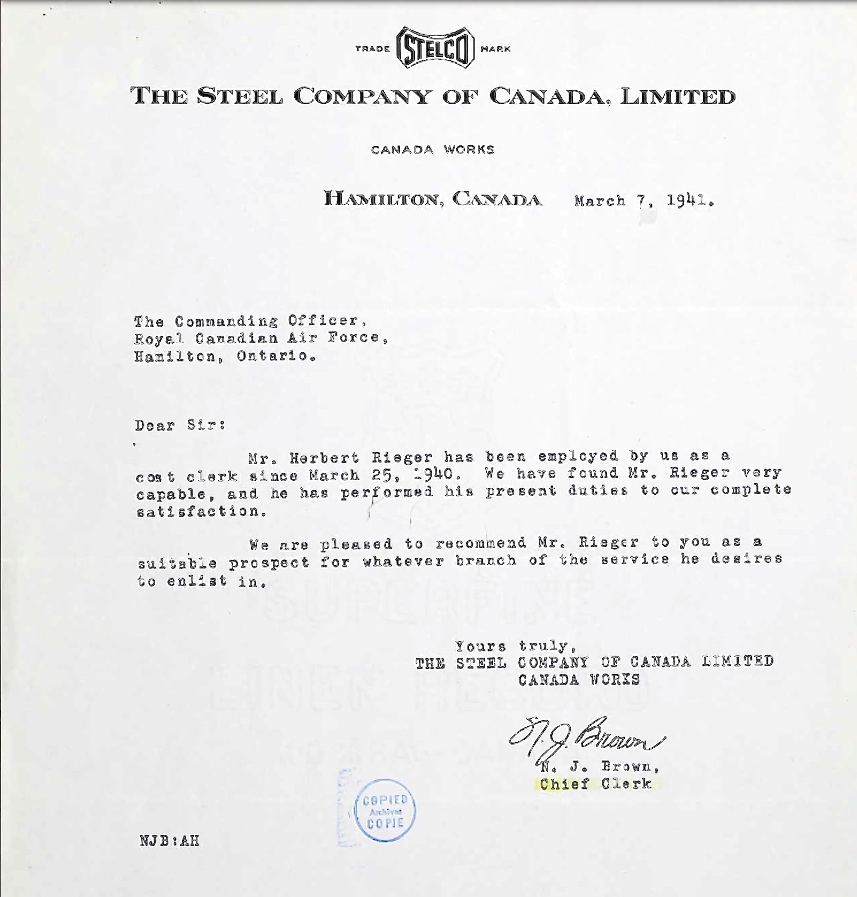 TRADE STELCO MARK
THE STEEL COMPANY OF CANADA, LIMITED
CANADA WORKS
HAMILTON, CANADA March 7, 1941.
The Commanding Officer,
Royal Canadian Air Force,
Hamilton, Ontario.
Dear Sir:
Mr. Herbert Rieger has been employed by us as a
cost clerk since March 25, 1940. We have found Mr. Rieger very
capable, and he has performed his present duties to our complete
satisfaction.
We are pleased to recommend Mr. Rieger to you as a
suitable prospect for whatever branch of the service he desires
to enlist in.
Yours truly,
THE STEEL COMPANY OF CANADA LIMITED
CANADA WORKS
N. J. Brown
N. J. Brown,
Chief Clerk
COPIED
Archives
COPIE
NJB:AH